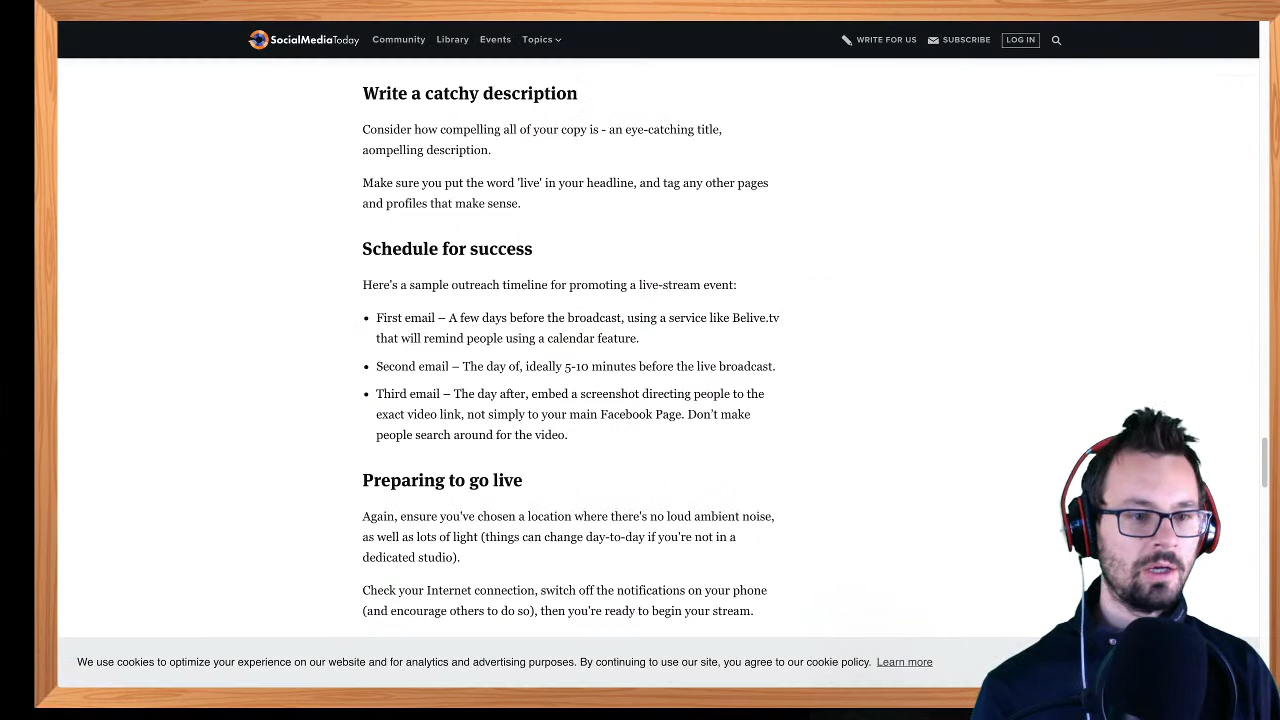 SocialMediaToday Community Library Events Topics WRITE FOR US SUBSCRIBE LOG IN
Write a catchy description
Consider how compelling all of your copy is - an eye-catching title,
aompelling description.
Make sure you put the word 'live' in your headline, and tag any other pages
and profiles that make sense.
Schedule for success
Here's a sample outreach timeline for promoting a live-stream event:
• First email – A few days before the broadcast, using a service like Belive.tv
that will remind people using a calendar feature.
• Second email – The day of, ideally 5-10 minutes before the live broadcast.
• Third email – The day after, embed a screenshot directing people to the
exact video link, not simply to your main Facebook Page. Don’t make
people search around for the video.
Preparing to go live
Again, ensure you've chosen a location where there's no loud ambient noise,
as well as lots of light (things can change day-to-day if you're not in a
dedicated studio).
Check your Internet connection, switch off the notifications on your phone
(and encourage others to do so), then you're ready to begin your stream.
We use cookies to optimize your experience on our website and for analytics and advertising purposes. By continuing to use our site, you agree to our cookie policy. Learn more